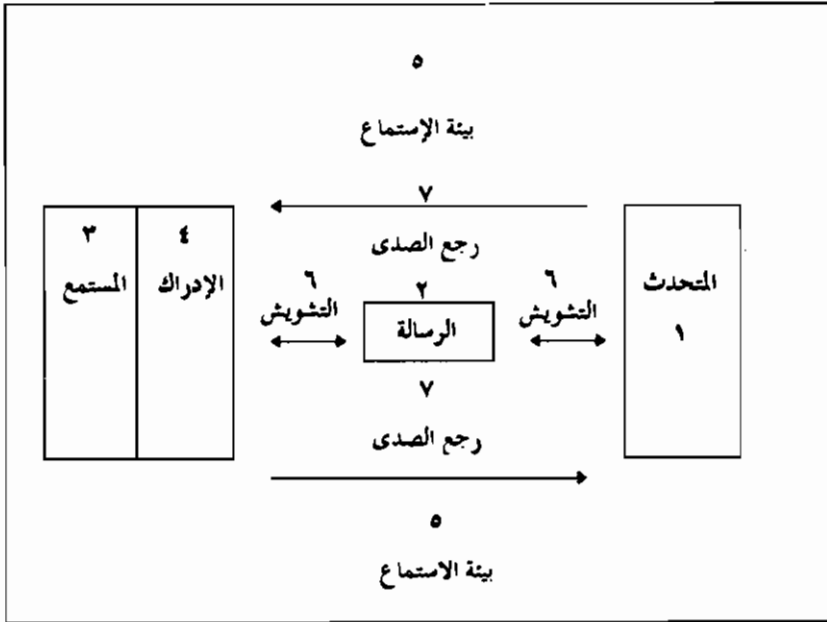 ٥
بيئة الإستماع
٧
رجع الصدى
المتحدث
١
٦
التشويش
٢
الرسالة
٦
التشويش
٤
الإدراك
٣
المستمع
٧
رجع الصدى
٥
بيئة الاستماع